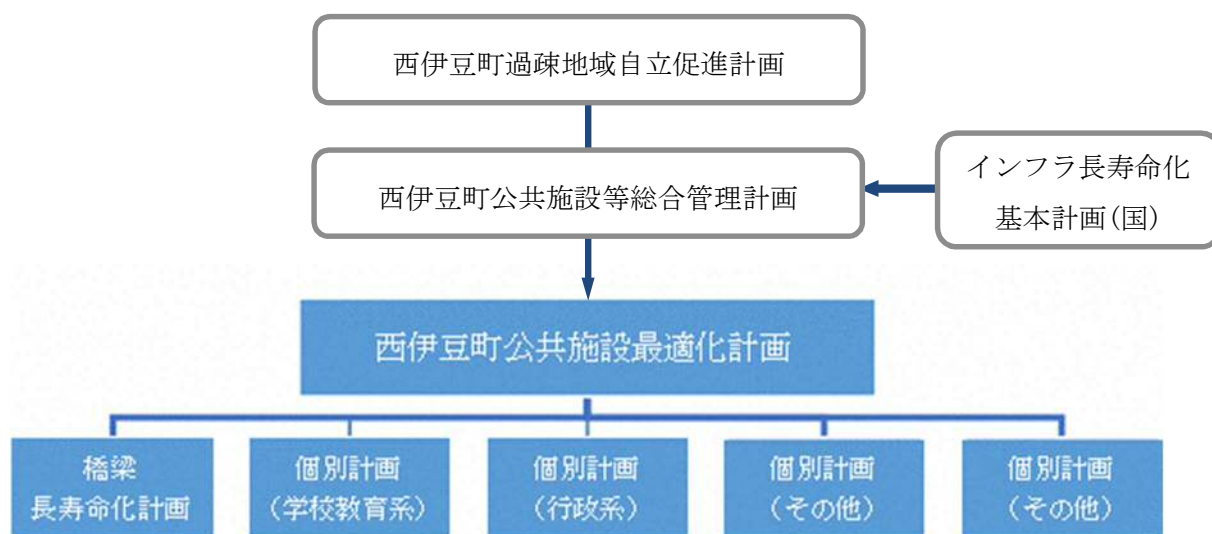 西伊豆町過疎地域自立促進計画
西伊豆町公共施設等総合管理計画
インフラ長寿命化
基本計画(国)
西伊豆町公共施設最適化計画
橋梁
長寿命化計画
個別計画
(学校教育系)
個別計画
(行政系)
個別計画
(その他)
個別計画
(その他)